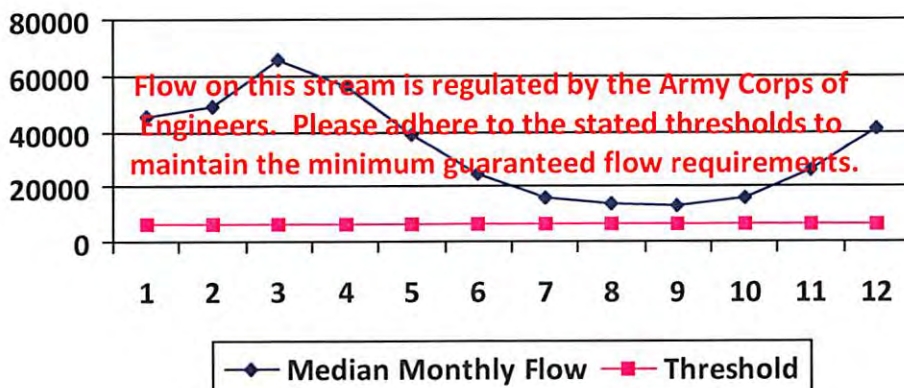 80000
60000
40000
20000
0
Flow on this stream is regulated by the Army Corps of
Engineers. Please adhere to the stated thresholds to
maintain the minimum guaranteed flow requirements.
1 2 3 4 5 6 7 8 9 10 11 12
Median Monthly Flow Threshold